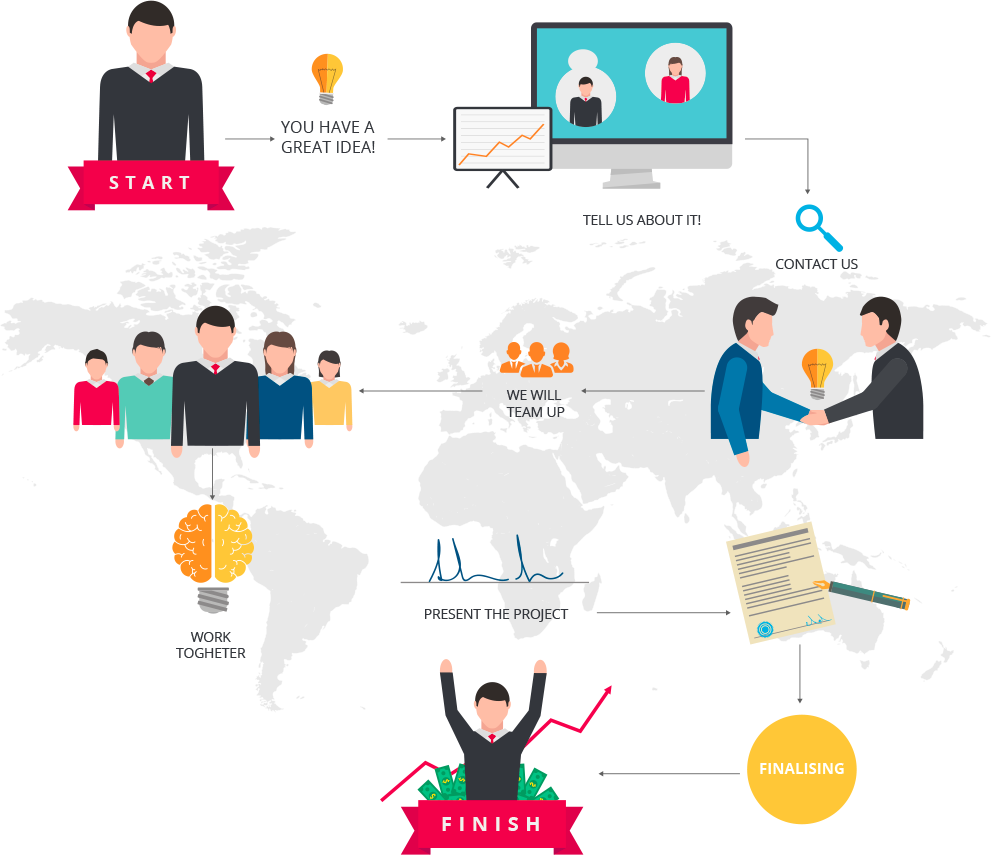 START
YOU HAVE A
GREAT IDEA!
TELL US ABOUT IT!
CONTACT US
WE WILL
TEAM UP
WORK
TOGHETER
PRESENT THE PROJECT
FINALISING
FINISH